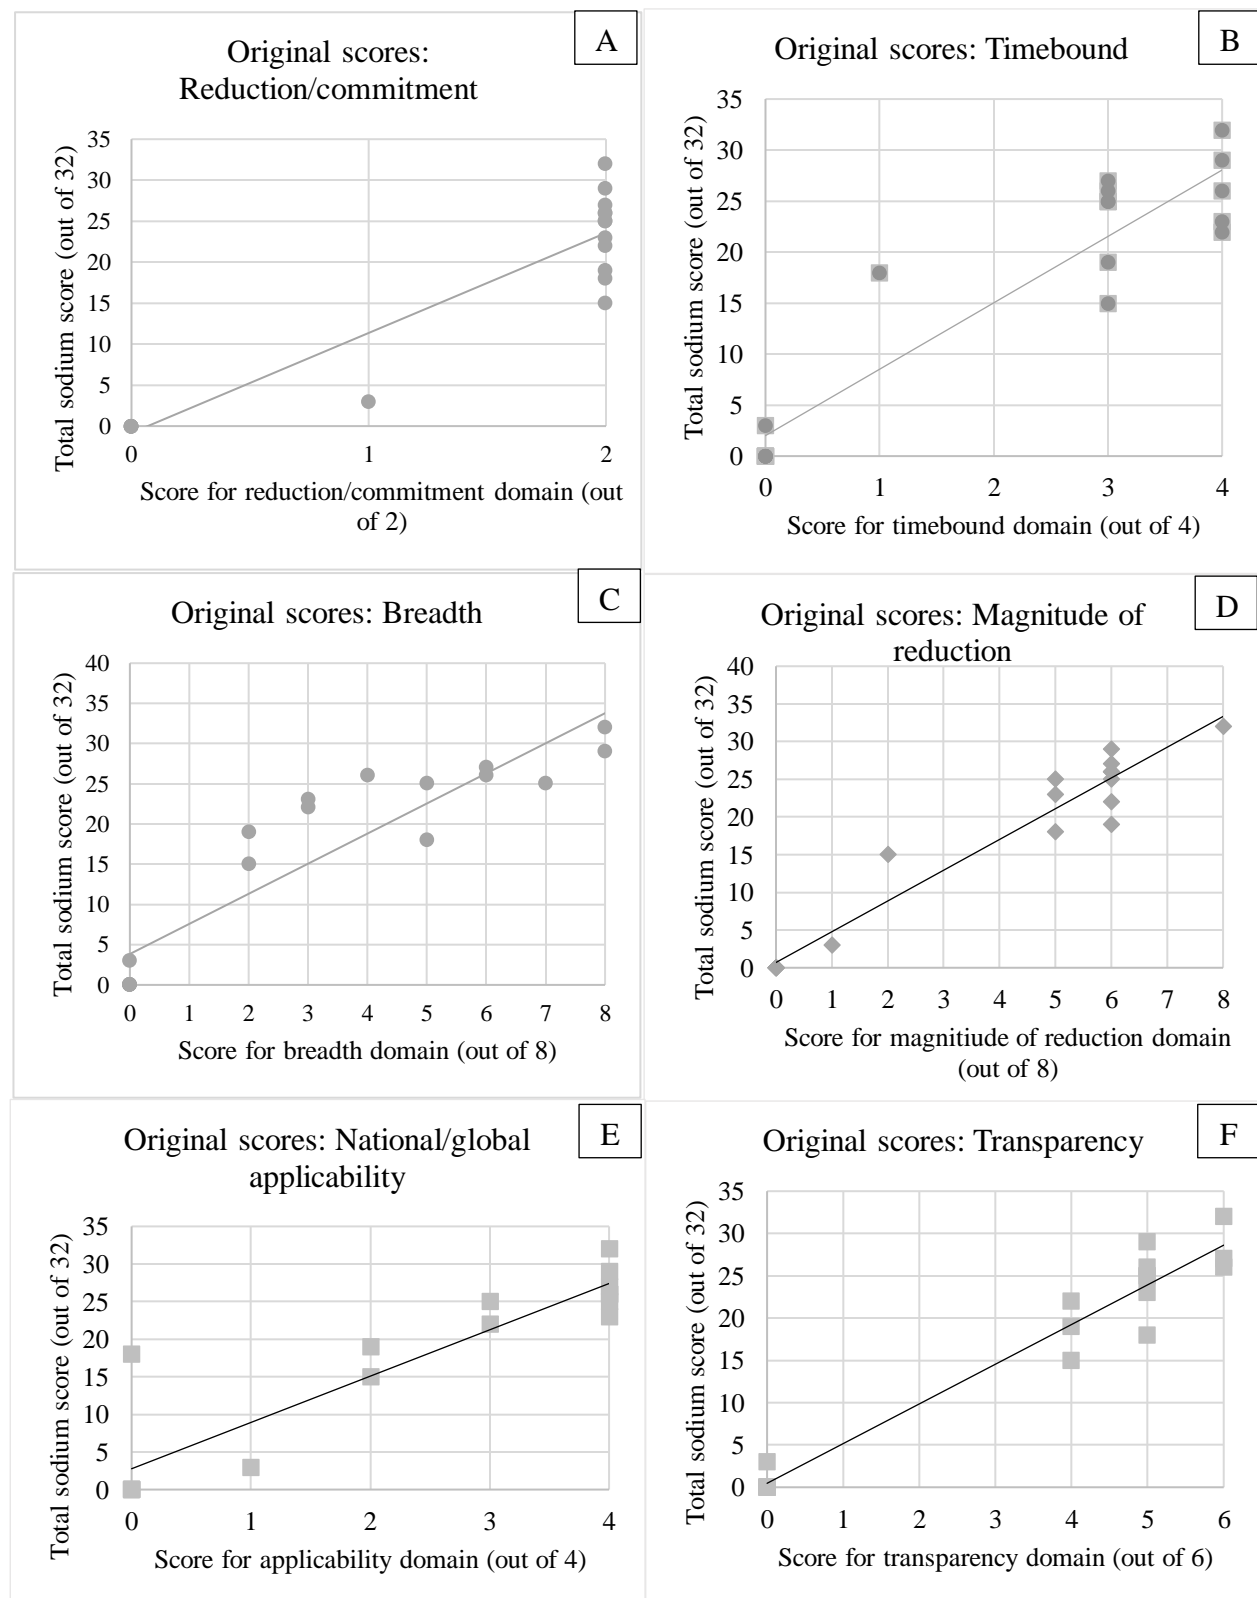 Original scores:
Reduction/commitment
A
Total sodium score (out of 32)
35
30
25
20
15
10
5
0
0 1 2
Score for reduction/commitment domain (out
of 2)
Original scores: Timebound
B
Total sodium score (out of 32)
35
30
25
20
15
10
5
0
0 1 2 3 4
Score for timebound domain (out of 4)
Original scores: Breadth
C
Total sodium score (out of 32)
40
35
30
25
20
15
10
5
0
0 1 2 3 4 5 6 7 8
Score for breadth domain (out of 8)
Original scores: Magnitude of
reduction
D
Total sodium score (out of 32)
40
35
30
25
20
15
10
5
0
0 1 2 3 4 5 6 7 8
Score for magnitiude of reduction domain
(out of 8)
Original scores: National/global
applicability
E
Total sodium score (out of 32)
35
30
25
20
15
10
5
0
0 1 2 3 4
Score for applicability domain (out of 4)
Original scores: Transparency
F
Total sodium score (out of 32)
35
30
25
20
15
10
5
0
0 1 2 3 4 5 6
Score for transparency domain (out of 6)